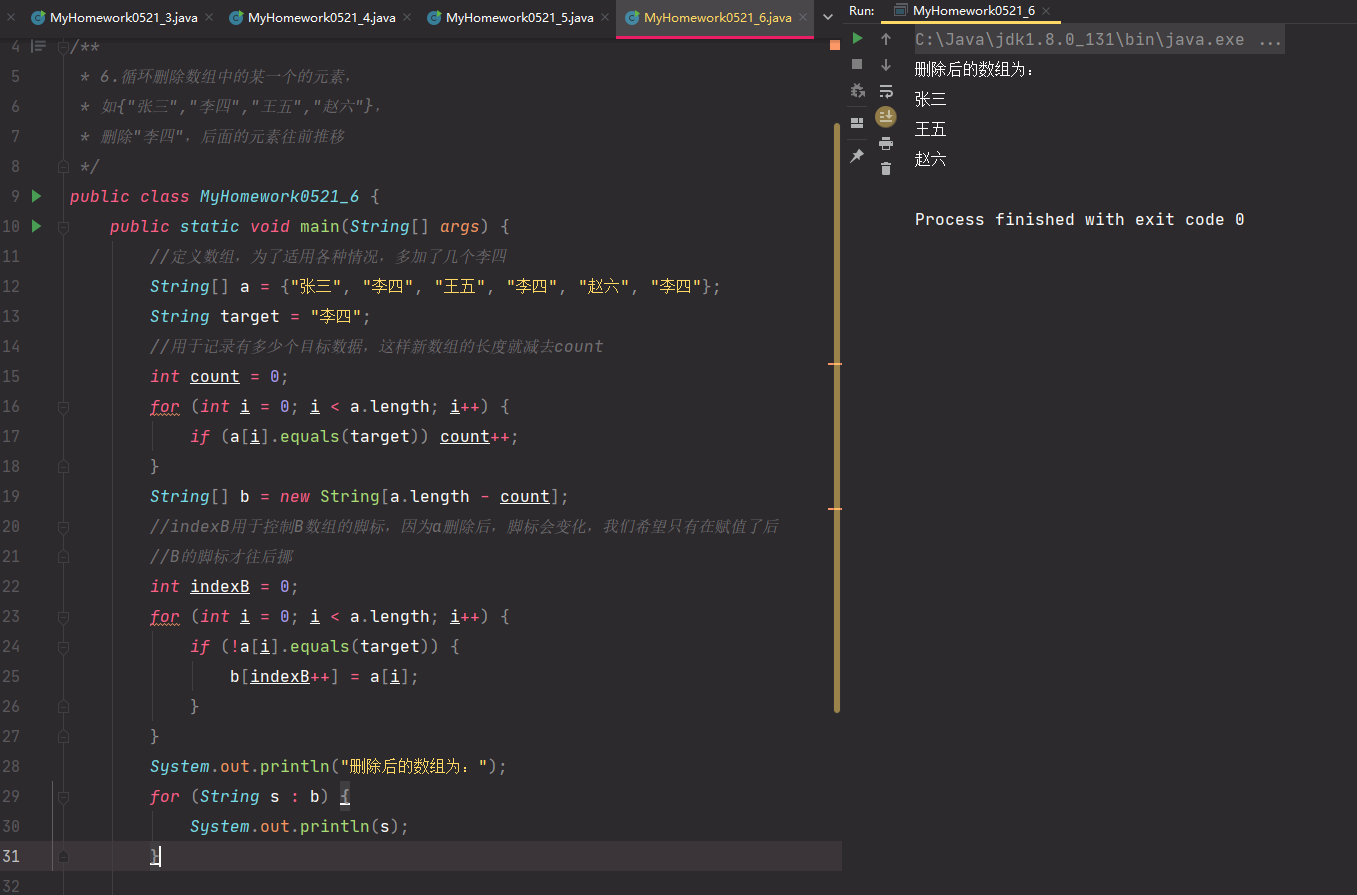 MyHomework0521_3.java MyHomework0521_4.java MyHomework0521_5.java MyHomework0521_6.java
4 /**
5 * 6.循环删除数组中的某一个的元素，
6 * 如{"张三","李四","王五","赵六"}，
7 * 删除"李四"，后面的元素往前推移
8 */
9 public class MyHomework0521_6 {
10 public static void main(String[] args) {
11 //定义数组，为了适用各种情况，多加了几个李四
12 String[] a = {"张三", "李四", "王五", "李四", "赵六", "李四"};
13 String target = "李四";
14 //用于记录有多少个目标数据，这样新数组的长度就减去count
15 int count = 0;
16 for (int i = 0; i < a.length; i++) {
17 if (a[i].equals(target)) count++;
18 }
19 String[] b = new String[a.length - count];
20 //indexB用于控制B数组的脚标，因为a删除后，脚标会变化，我们希望只有在赋值了后
21 //B的脚标才往后挪
22 int indexB = 0;
23 for (int i = 0; i < a.length; i++) {
24 if (!a[i].equals(target)) {
25 b[indexB++] = a[i];
26 }
27 }
28 System.out.println("删除后的数组为：");
29 for (String s : b) {
30 System.out.println(s);
31 }
32
Run: MyHomework0521_6
C:\Java\jdk1.8.0_131\bin\java.exe ...
删除后的数组为：
张三
王五
赵六
Process finished with exit code 0